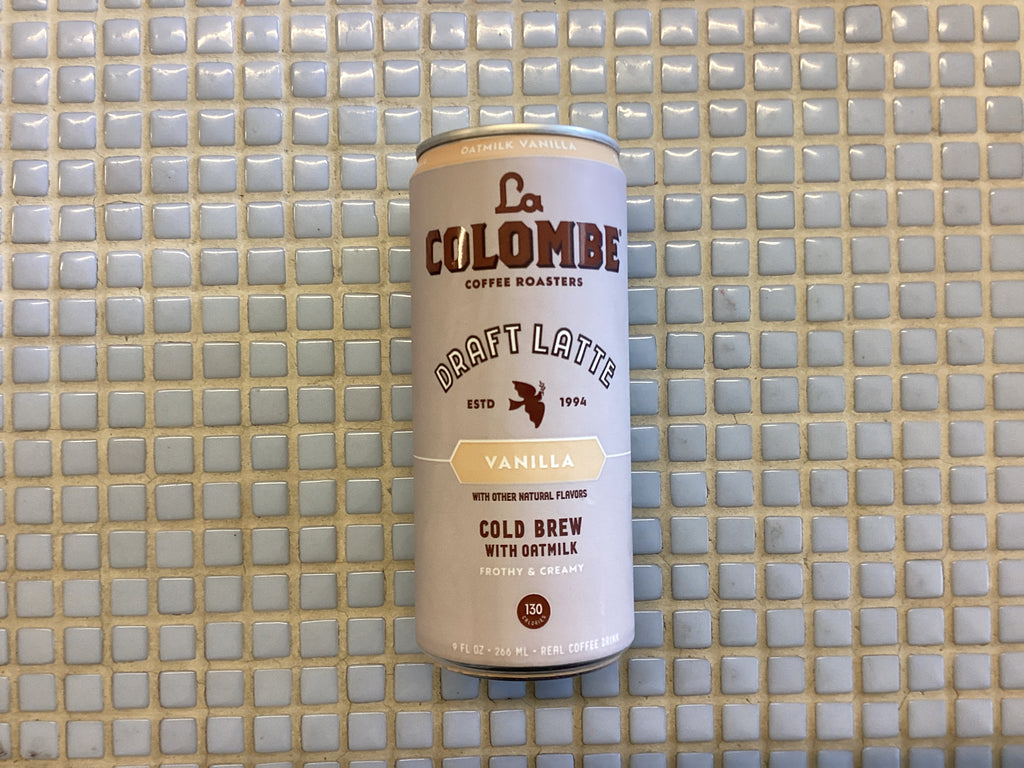 OATMILK VANILLA
La
COLOMBE
COFFEE ROASTERS
DRAFT LATTE
ESTD 1994
VANILLA
WITH OTHER NATURAL FLAVORS
COLD BREW
WITH OATMILK
FROTHY & CREAMY
130
CALORIES
9 FL OZ • 266 ML • REAL COFFEE DRINK